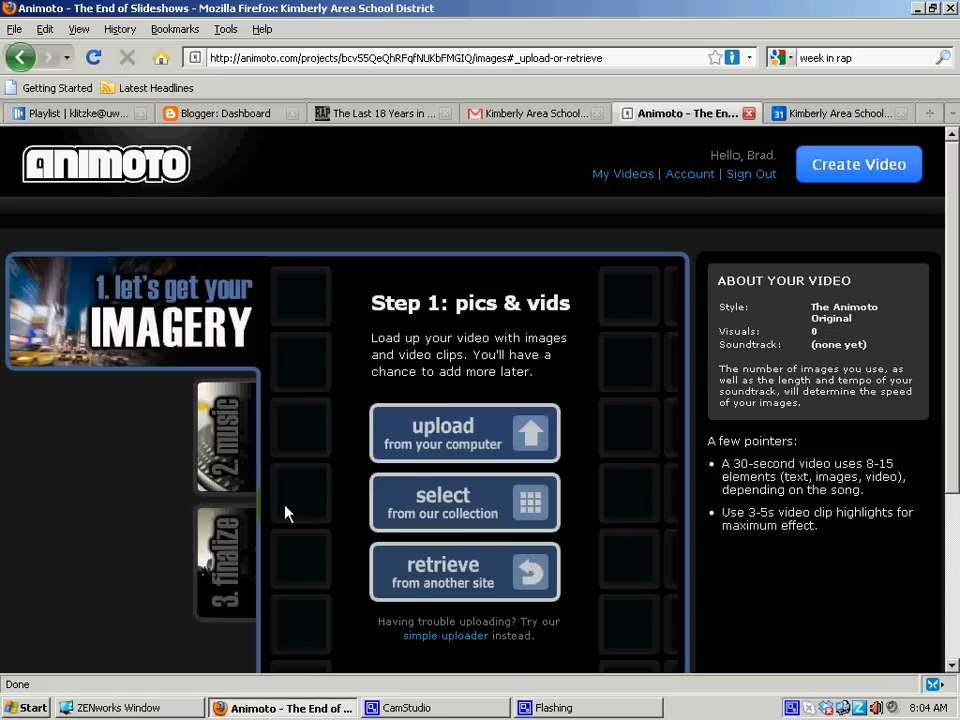 Animoto - The End of Slideshows - Mozilla Firefox: Kimberly Area School District
File Edit View History Bookmarks Tools Help
http://animoto.com/projects/bcv55QeQhRFqfNUKbFMGIQ/images#_upload-or-retrieve
week in rap
Getting Started Latest Headlines
Playlist | klitzke@uw...
Blogger: Dashboard
RAP The Last 18 Years in ...
Kimberly Area School...
Animoto - The En...
31 Kimberly Area School...
ANIMOTO
Hello, Brad.
My Videos | Account | Sign Out
Create Video
1. let's get your
IMAGERY
2. music
3. finalize
Step 1: pics & vids
Load up your video with images
and video clips. You'll have a
chance to add more later.
upload
from your computer
select
from our collection
retrieve
from another site
Having trouble uploading? Try our
simple uploader instead.
ABOUT YOUR VIDEO
Style: The Animoto
Original
Visuals: 0
Soundtrack: (none yet)
The number of images you use, as
well as the length and tempo of your
soundtrack, will determine the speed
of your images.
A few pointers:
• A 30-second video uses 8-15
elements (text, images, video),
depending on the song.
• Use 3-5s video clip highlights for
maximum effect.
Done
Start
ZENworks Window
Animoto - The End of ...
CamStudio
Flashing
8:04 AM